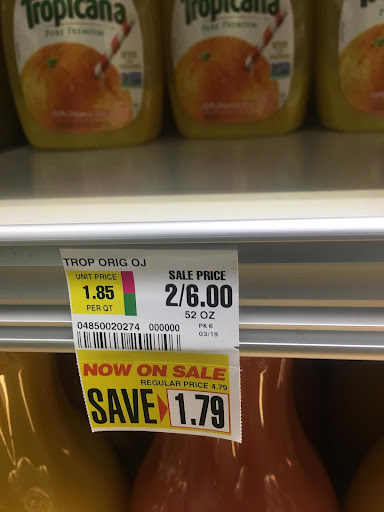 Tropicana
PURE PREMIUM
Tropicana
PURE PREMIUM
TROP ORIG OJ
UNIT PRICE
1.85
PER QT
SALE PRICE
2/6.00
52 OZ
04850020274 000000
PK 6
03/19
NOW ON SALE
REGULAR PRICE 4.79
SAVE 1.79